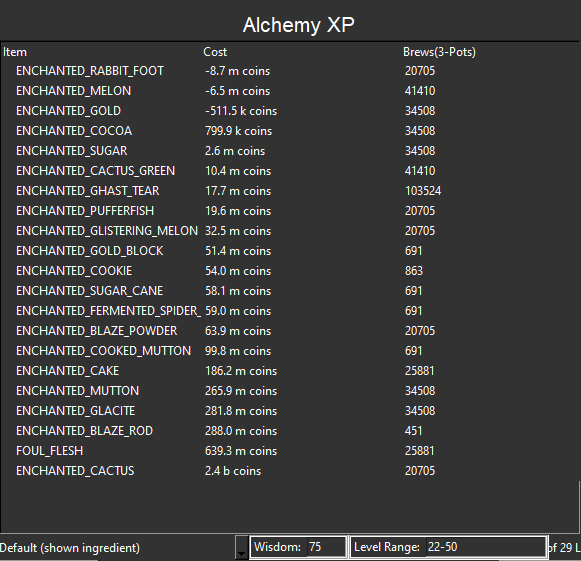 Alchemy XP
Item Cost Brews(3-Pots)
ENCHANTED_RABBIT_FOOT -8.7 m coins 20705
ENCHANTED_MELON -6.5 m coins 41410
ENCHANTED_GOLD -511.5 k coins 34508
ENCHANTED_COCOA 799.9 k coins 34508
ENCHANTED_SUGAR 2.6 m coins 34508
ENCHANTED_CACTUS_GREEN 10.4 m coins 41410
ENCHANTED_GHAST_TEAR 17.7 m coins 103524
ENCHANTED_PUFFERFISH 19.6 m coins 20705
ENCHANTED_GLISTERING_MELON 32.5 m coins 20705
ENCHANTED_GOLD_BLOCK 51.4 m coins 691
ENCHANTED_COOKIE 54.0 m coins 863
ENCHANTED_SUGAR_CANE 58.1 m coins 691
ENCHANTED_FERMENTED_SPIDER_ 59.0 m coins 691
ENCHANTED_BLAZE_POWDER 63.9 m coins 20705
ENCHANTED_COOKED_MUTTON 99.8 m coins 691
ENCHANTED_CAKE 186.2 m coins 25881
ENCHANTED_MUTTON 265.9 m coins 34508
ENCHANTED_GLACITE 281.8 m coins 34508
ENCHANTED_BLAZE_ROD 288.0 m coins 451
FOUL_FLESH 639.3 m coins 25881
ENCHANTED_CACTUS 2.4 b coins 20705
Default (shown ingredient) Wisdom: 75 Level Range: 22-50 of 29 L